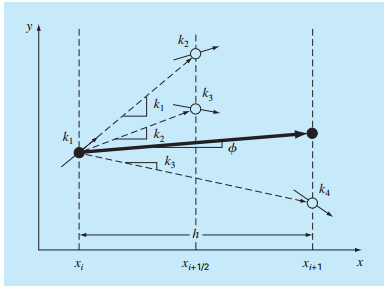 y
k₂
k₃
k₁
k₁
k₂
ϕ
k₃
k₄
h
xᵢ xᵢ₊₁/₂ xᵢ₊₁ x